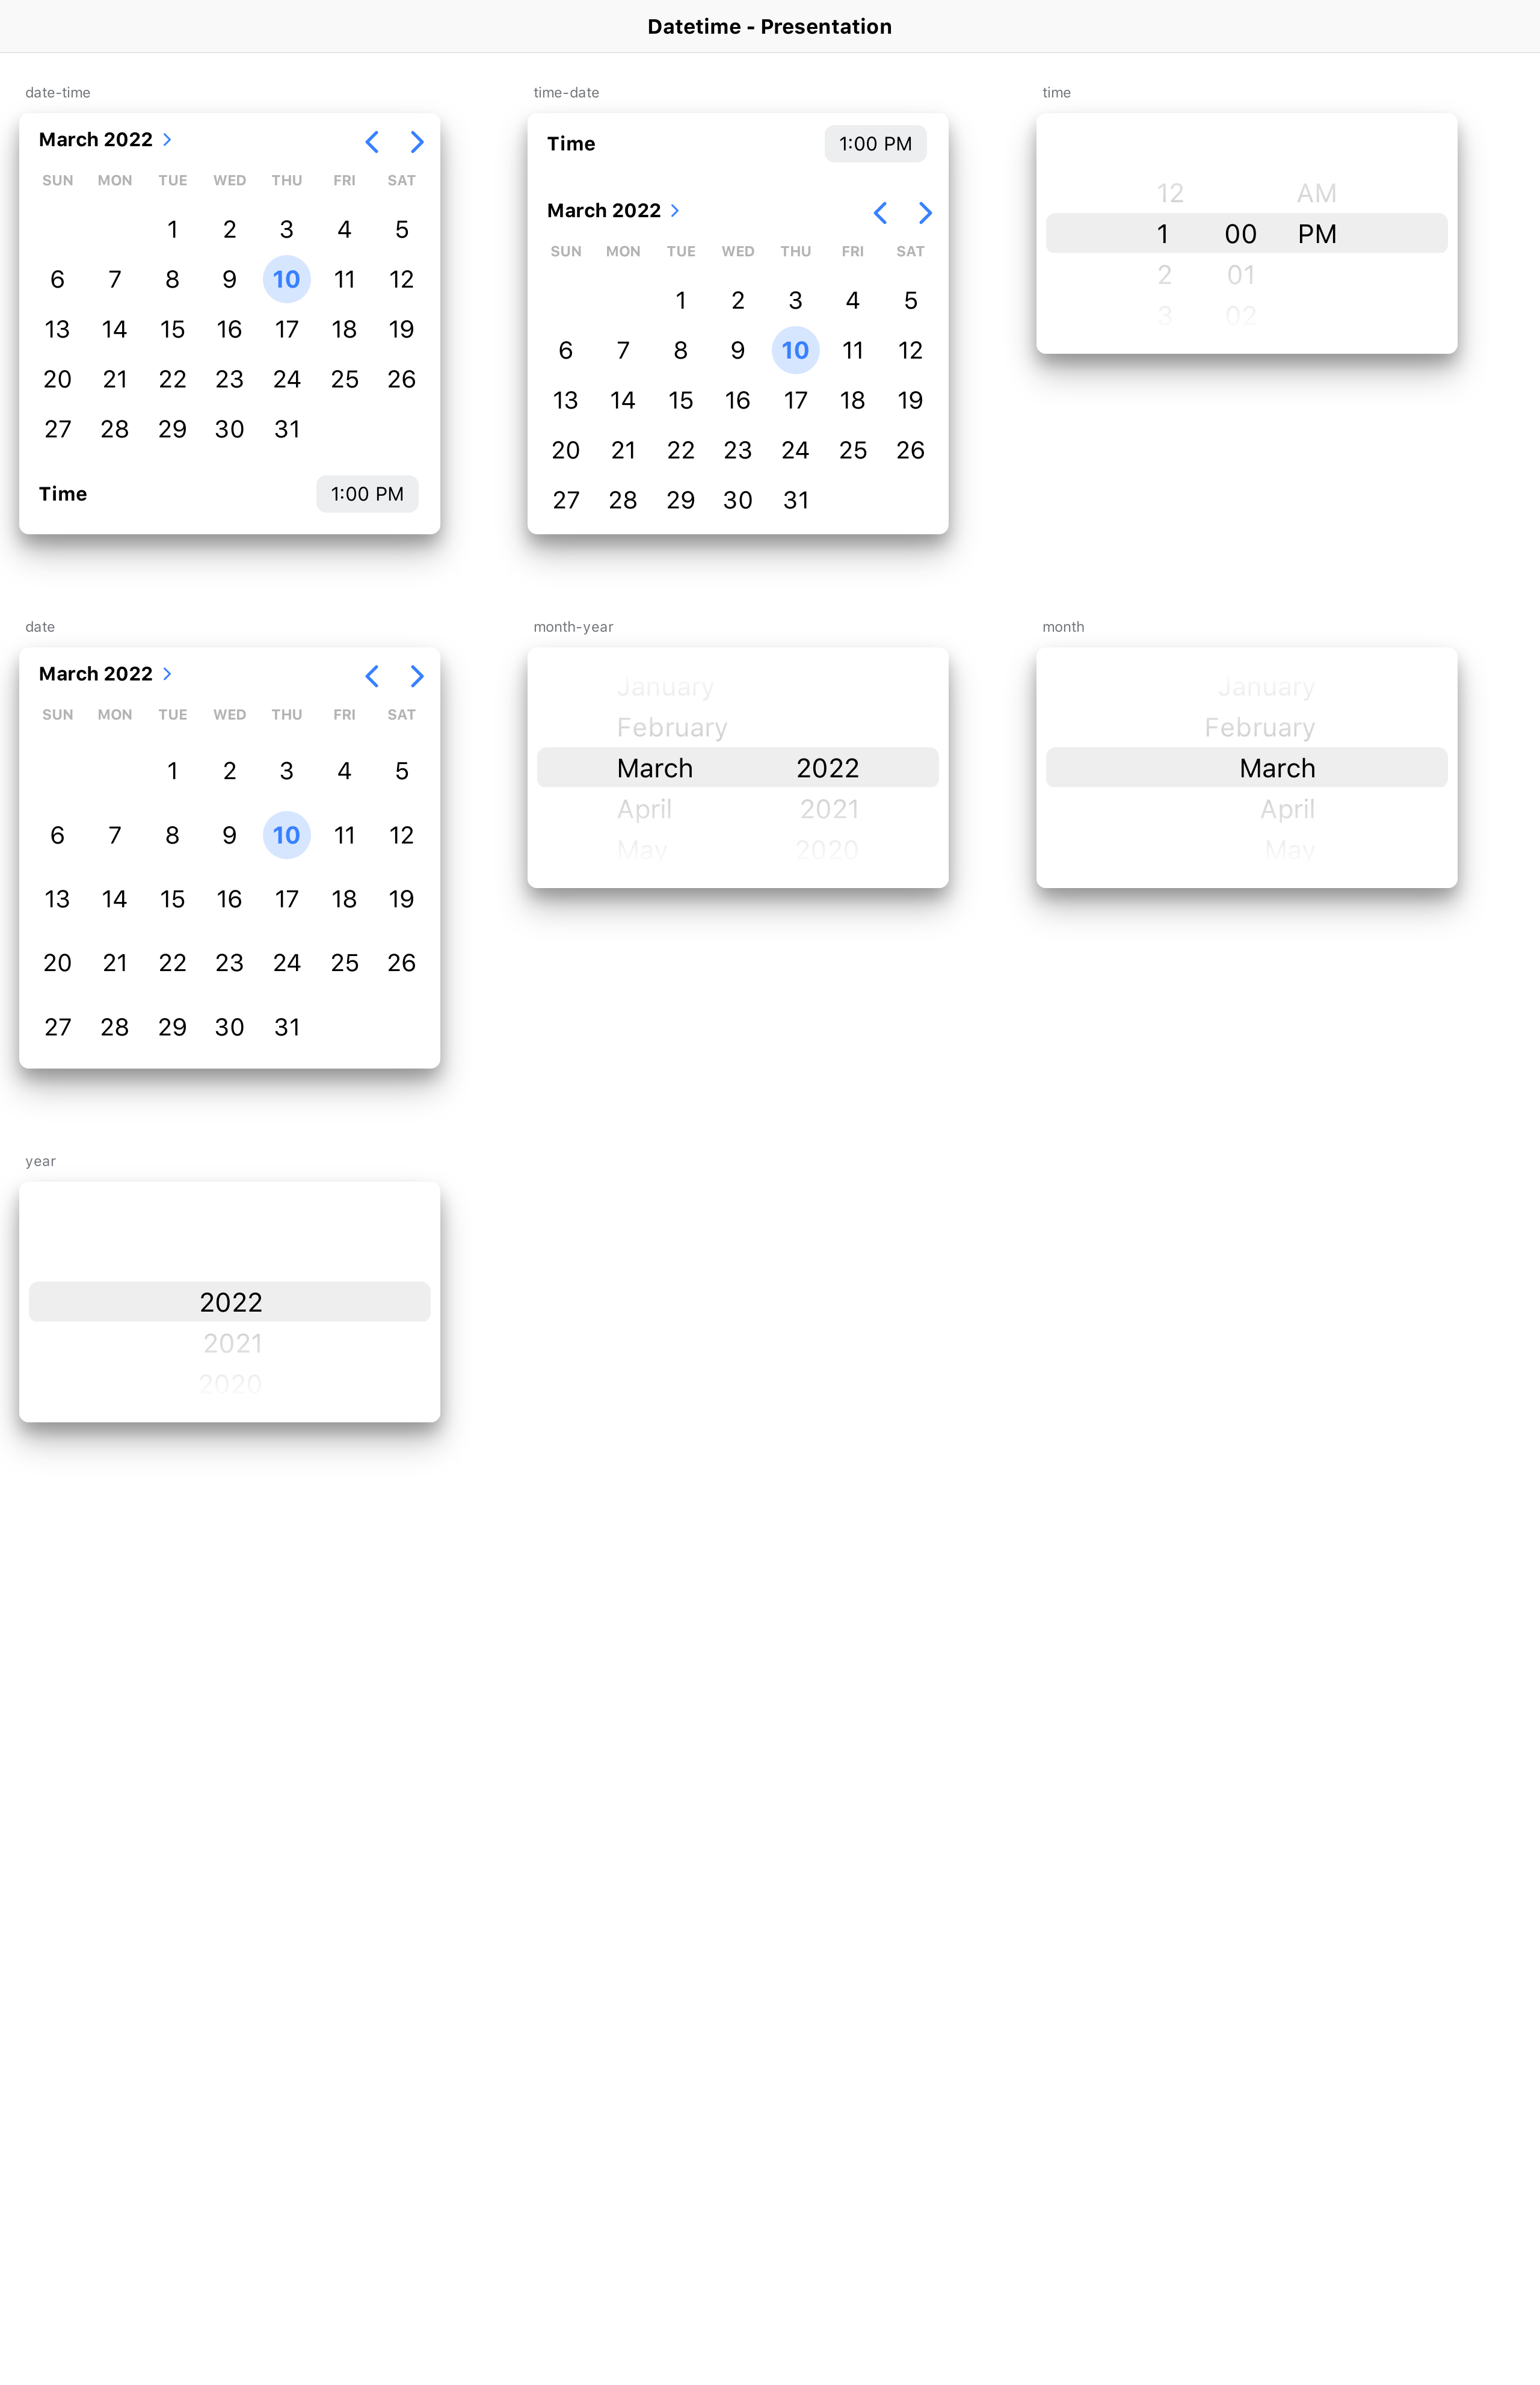 Datetime - Presentation
date-time
March 2022
SUN MON TUE WED THU FRI SAT
1 2 3 4 5
6 7 8 9 10 11 12
13 14 15 16 17 18 19
20 21 22 23 24 25 26
27 28 29 30 31
Time 1:00 PM
time-date
Time 1:00 PM
March 2022
SUN MON TUE WED THU FRI SAT
1 2 3 4 5
6 7 8 9 10 11 12
13 14 15 16 17 18 19
20 21 22 23 24 25 26
27 28 29 30 31
time
12 AM
1 00 PM
2 01
3 02
date
March 2022
SUN MON TUE WED THU FRI SAT
1 2 3 4 5
6 7 8 9 10 11 12
13 14 15 16 17 18 19
20 21 22 23 24 25 26
27 28 29 30 31
month-year
January
February
March 2022
April 2021
May 2020
month
January
February
March
April
May
year
2022
2021
2020